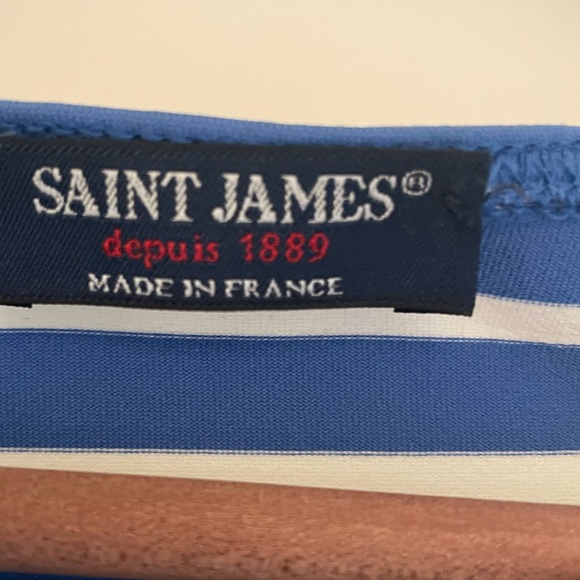 SAINT JAMES®
depuis 1889
MADE IN FRANCE